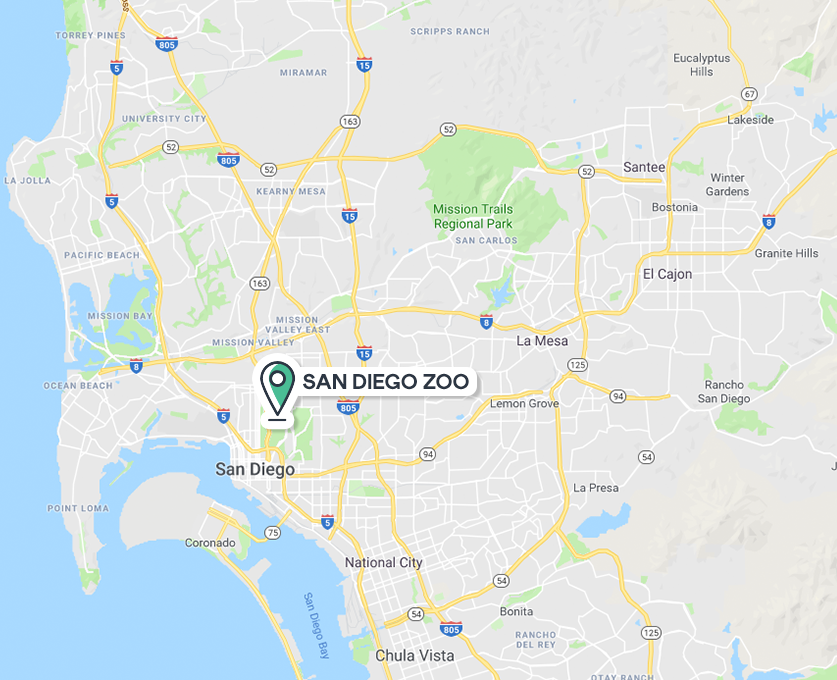 TORREY PINES
805
SCRIPPS RANCH
5
15
Eucalyptus
Hills
MIRAMAR
67
163
UNIVERSITY CITY
Lakeside
52
52
805
52
Santee
52
LA JOLLA
KEARNY MESA
Winter
Gardens
5
15
Mission Trails
Regional Park
Bostonia
8
SAN CARLOS
PACIFIC BEACH
Granite Hills
El Cajon
163
MISSION BAY
MISSION
VALLEY EAST
8
MISSION VALLEY
La Mesa
15
8
125
OCEAN BEACH
SAN DIEGO ZOO
Rancho
San Diego
94
805
Lemon Grove
5
94
54
San Diego
La Presa
POINT LOMA
5
75
Coronado
National City
54
San Diego Bay
54
Bonita
805
RANCHO
DEL REY
125
Chula Vista
OTAY RANCH